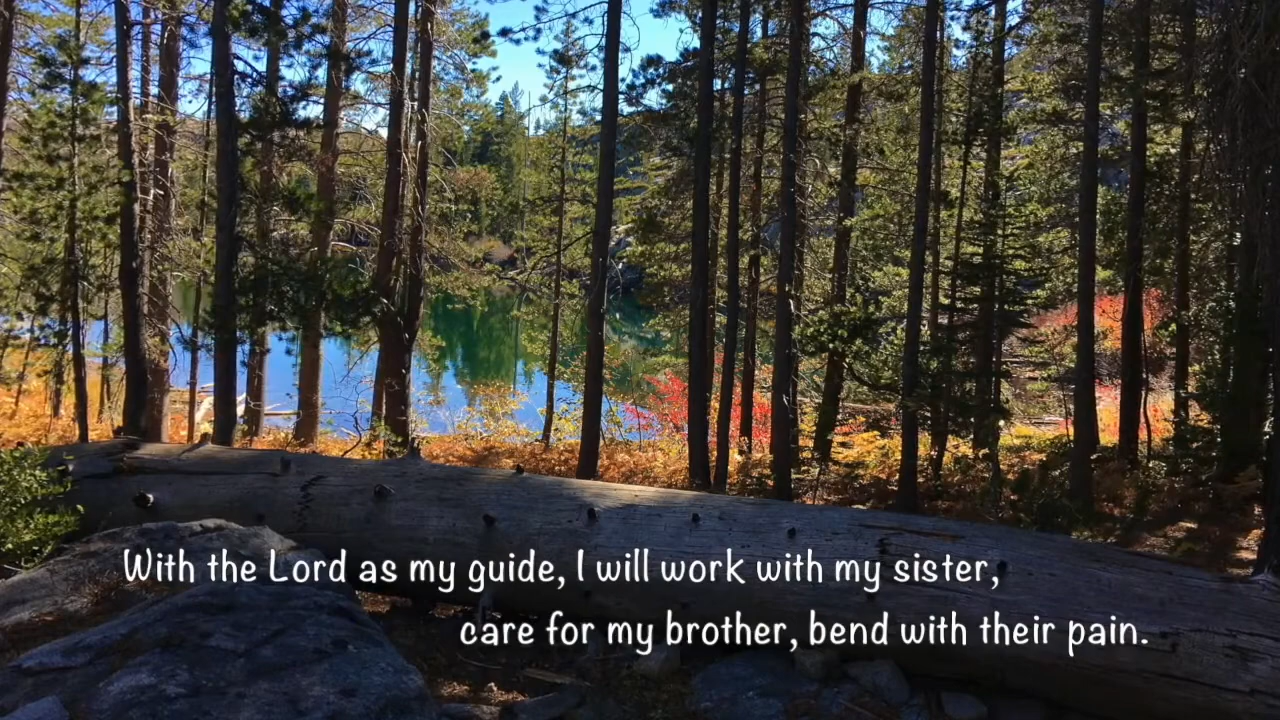 With the Lord as my guide, I will work with my sister,
care for my brother, bend with their pain.